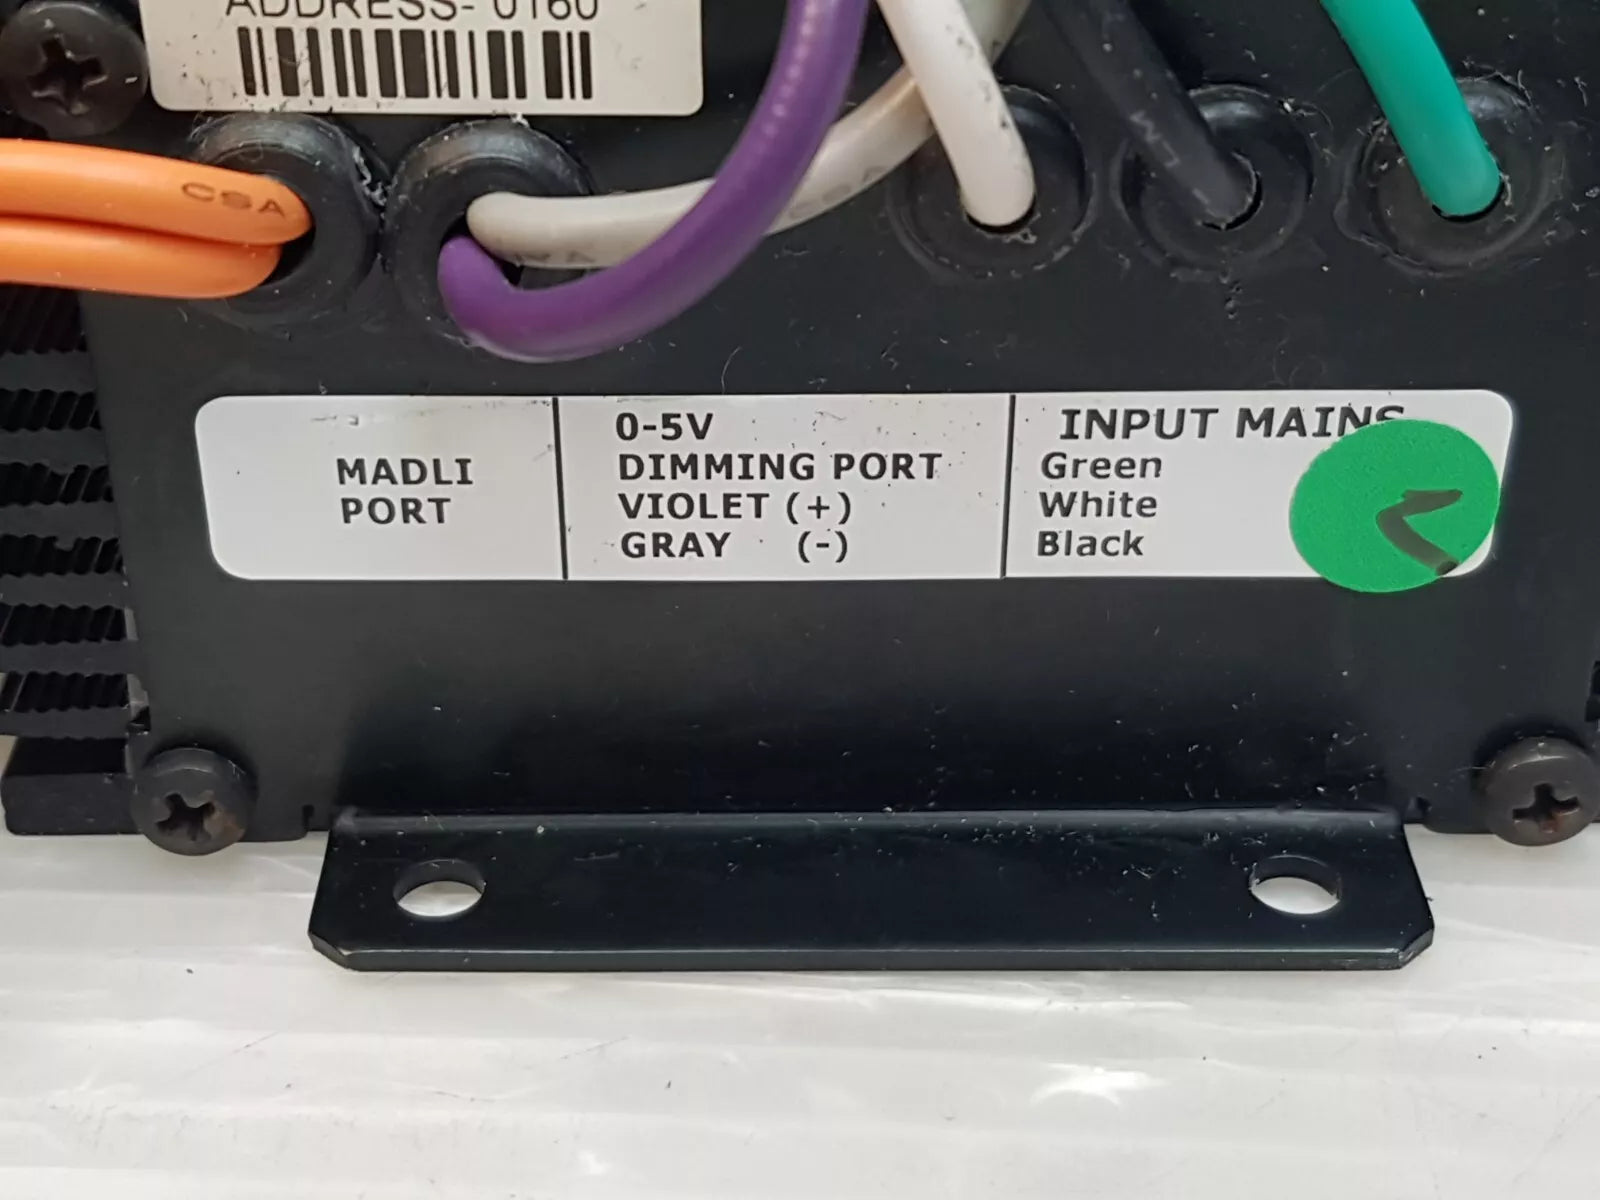 ADDRESS- 0160
CSA
MADLI
PORT
0-5V
DIMMING PORT
VIOLET (+)
GRAY (-)
INPUT MAINS
Green
White
Black